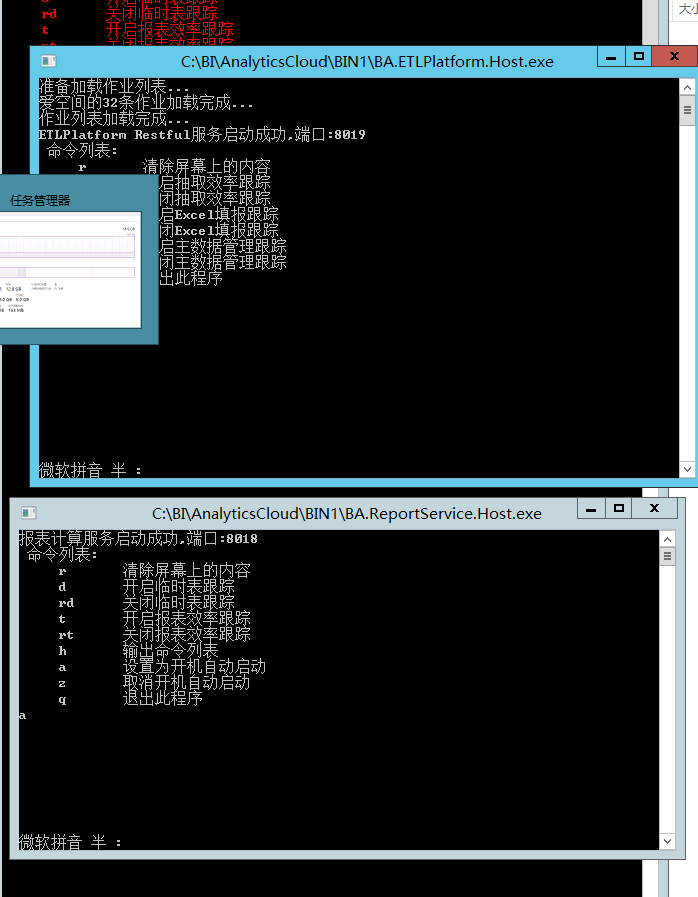 关闭临时表跟踪
rd
t 开启报表效率跟踪
大小
C:\BI\AnalyticsCloud\BIN1\BA.ETLPlatform.Host.exe
准备加载作业列表...
爱空间的32条作业加载完成...
作业列表加载完成...
ETLPlatform Restful服务启动成功,端口:8019
命令列表:
r 清除屏幕上的内容
启抽取效率跟踪
闭抽取效率跟踪
启Excel填报跟踪
闭Excel填报跟踪
启主数据管理跟踪
闭主数据管理跟踪
出此程序
任务管理器
微软拼音 半 :
C:\BI\AnalyticsCloud\BIN1\BA.ReportService.Host.exe
报表计算服务启动成功,端口:8018
命令列表:
r 清除屏幕上的内容
d 开启临时表跟踪
rd 关闭临时表跟踪
t 开启报表效率跟踪
rt 关闭报表效率跟踪
h 输出命令列表
a 设置为开机自动启动
z 取消开机自动启动
q 退出此程序
a
微软拼音 半 :